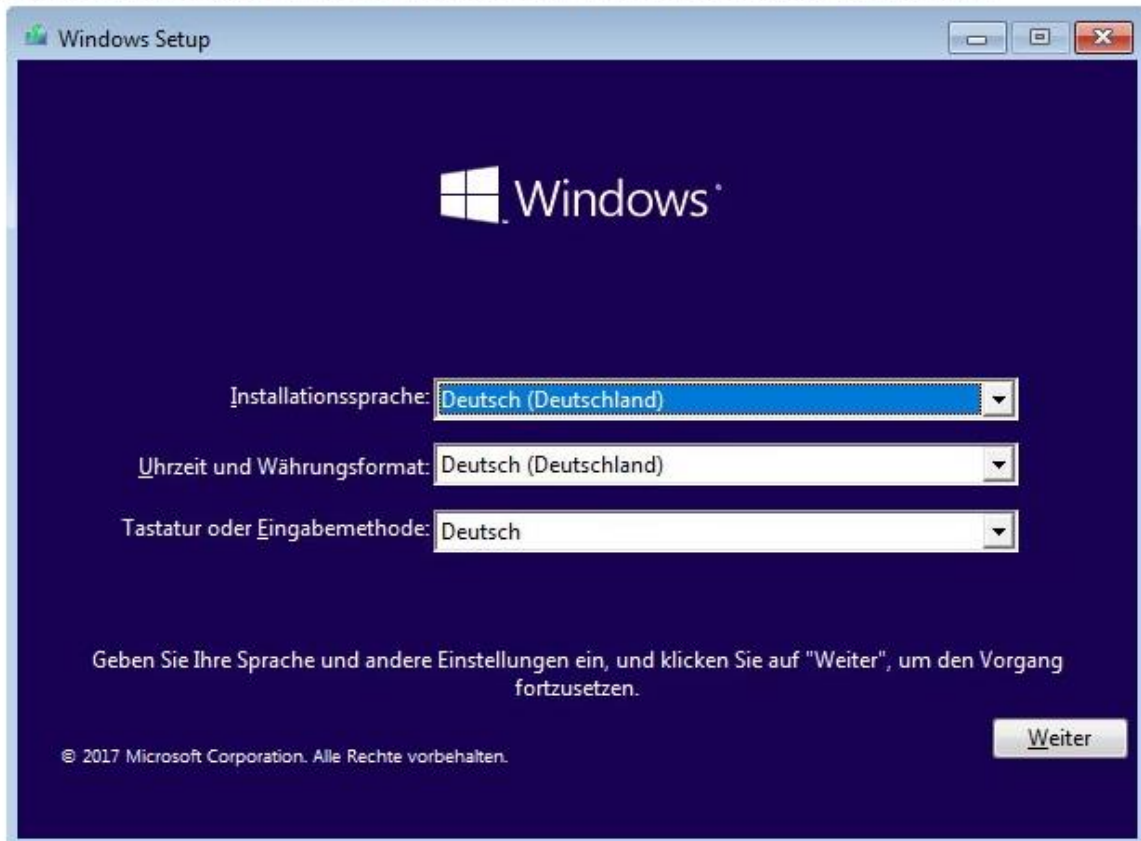 Windows Setup
Windows
Installationssprache: Deutsch (Deutschland)
Uhrzeit und Währungsformat: Deutsch (Deutschland)
Tastatur oder Eingabemethode: Deutsch
Geben Sie Ihre Sprache und andere Einstellungen ein, und klicken Sie auf "Weiter", um den Vorgang
fortzusetzen.
Weiter
© 2017 Microsoft Corporation. Alle Rechte vorbehalten.